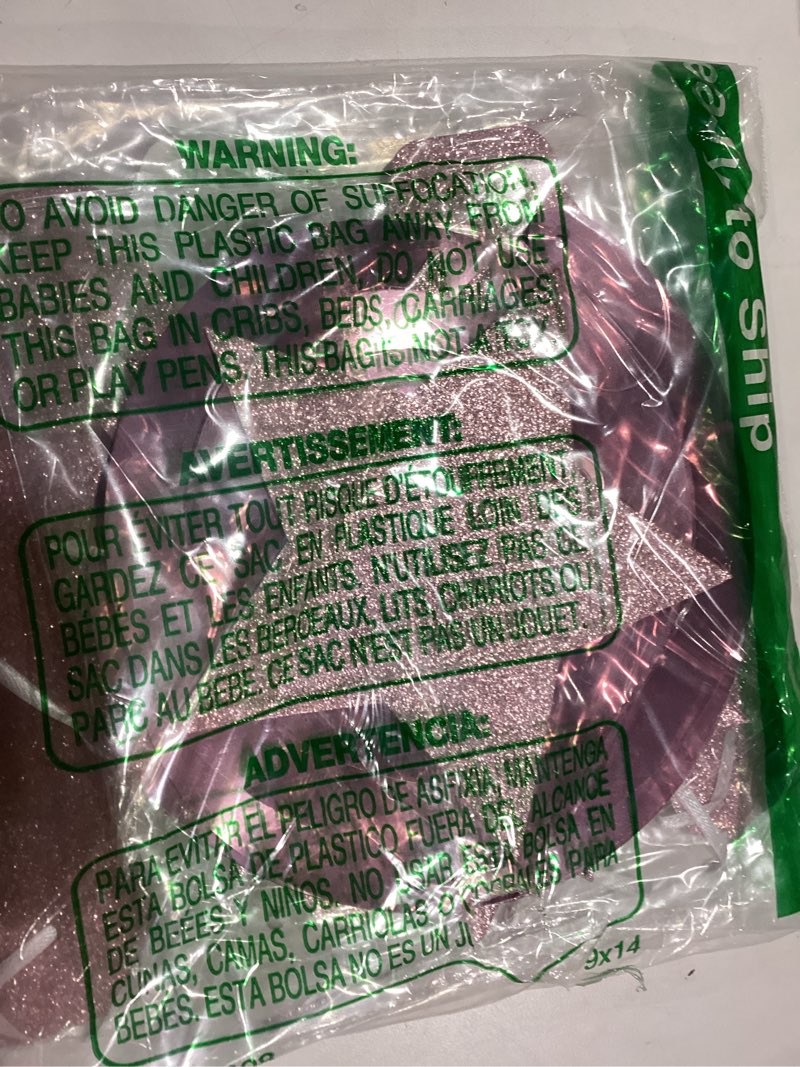 WARNING:
O AVOID DANGER OF SUFFOCATION,
KEEP THIS PLASTIC BAG AWAY FROM
BABIES AND CHILDREN, DO NOT USE
THIS BAG IN CRIBS, BEDS, CARRIAGES
OR PLAY PENS. THIS BAG IS NOT A TOY.
AVERTISSEMENT:
POUR ÉVITER TOUT RISQUE D'ÉTOUFFEMENT,
GARDEZ CE SAC EN PLASTIQUE LOIN DES
BÉBÉS ET LES ENFANTS. N'UTILISEZ PAS CE
SAC DANS LES BERCEAUX, LITS, CHARIOTS OU
PARC AU BEBE. CE SAC N'EST PAS UN JOUET.
ADVERTENCIA:
PARA EVITAR EL PELIGRO DE ASFIXIA, MANTENGA
ESTA BOLSA DE PLASTICO FUERA DEL ALCANCE
DE BEÉES Y NIÑOS. NO USAR ESTA BOLSA EN
CUNAS, CAMAS, CARRIOLAS O CORRALES PARA
BEBÉS. ESTA BOLSA NO ES UN JU
9x14
to Ship